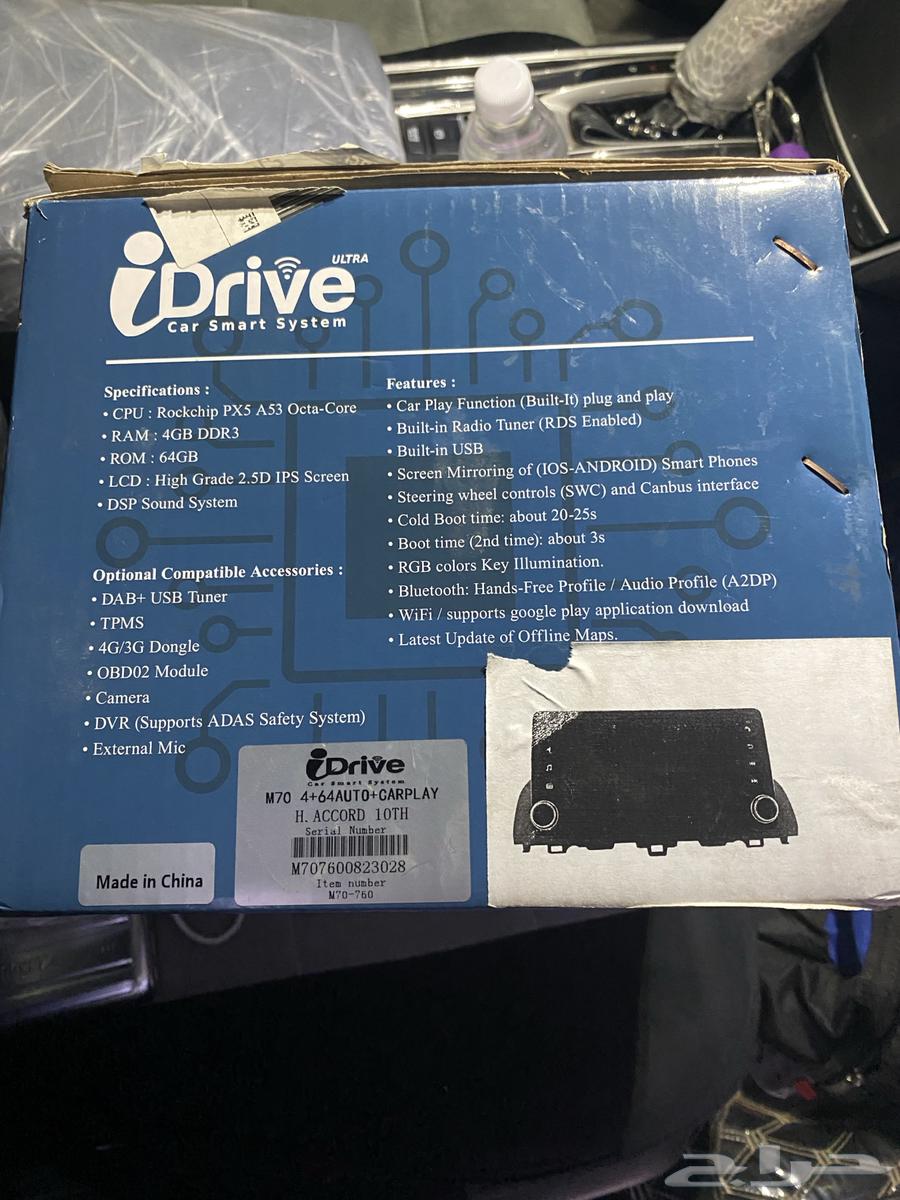 iDrive ULTRA
Car Smart System
Specifications :
• CPU : Rockchip PX5 A53 Octa-Core
• RAM : 4GB DDR3
• ROM : 64GB
• LCD : High Grade 2.5D IPS Screen
• DSP Sound System
Optional Compatible Accessories :
• DAB+ USB Tuner
• TPMS
• 4G/3G Dongle
• OBD02 Module
• Camera
• DVR (Supports ADAS Safety System)
• External Mic
Features :
• Car Play Function (Built-It) plug and play
• Built-in Radio Tuner (RDS Enabled)
• Built-in USB
• Screen Mirroring of (IOS-ANDROID) Smart Phones
• Steering wheel controls (SWC) and Canbus interface
• Cold Boot time: about 20-25s
• Boot time (2nd time): about 3s
• RGB colors Key Illumination.
• Bluetooth: Hands-Free Profile / Audio Profile (A2DP)
• WiFi / supports google play application download
• Latest Update of Offline Maps.
Made in China
iDrive
Car Smart System
M70 4+64AUTO+CARPLAY
H. ACCORD 10TH
Serial Number
M707600823028
Item number
M70-760
حراج